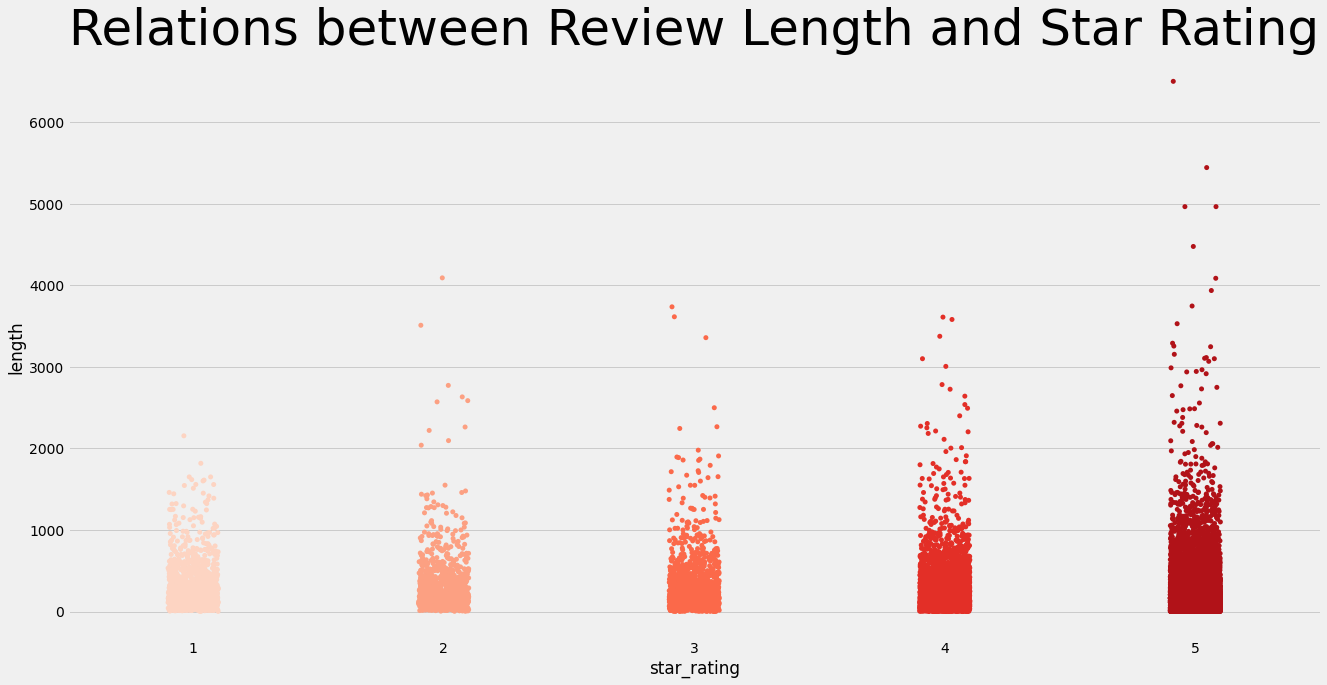 Relations between Review Length and Star Rating
6000
5000
4000
3000
2000
1000
0
length
1 2 3 4 5
star_rating